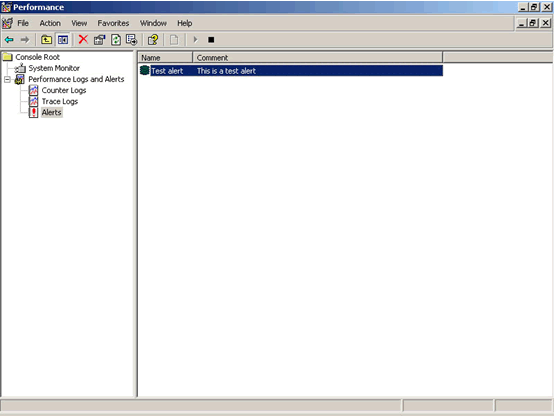 Performance
File Action View Favorites Window Help
Console Root
System Monitor
Performance Logs and Alerts
Counter Logs
Trace Logs
Alerts
Name Comment
Test alert This is a test alert